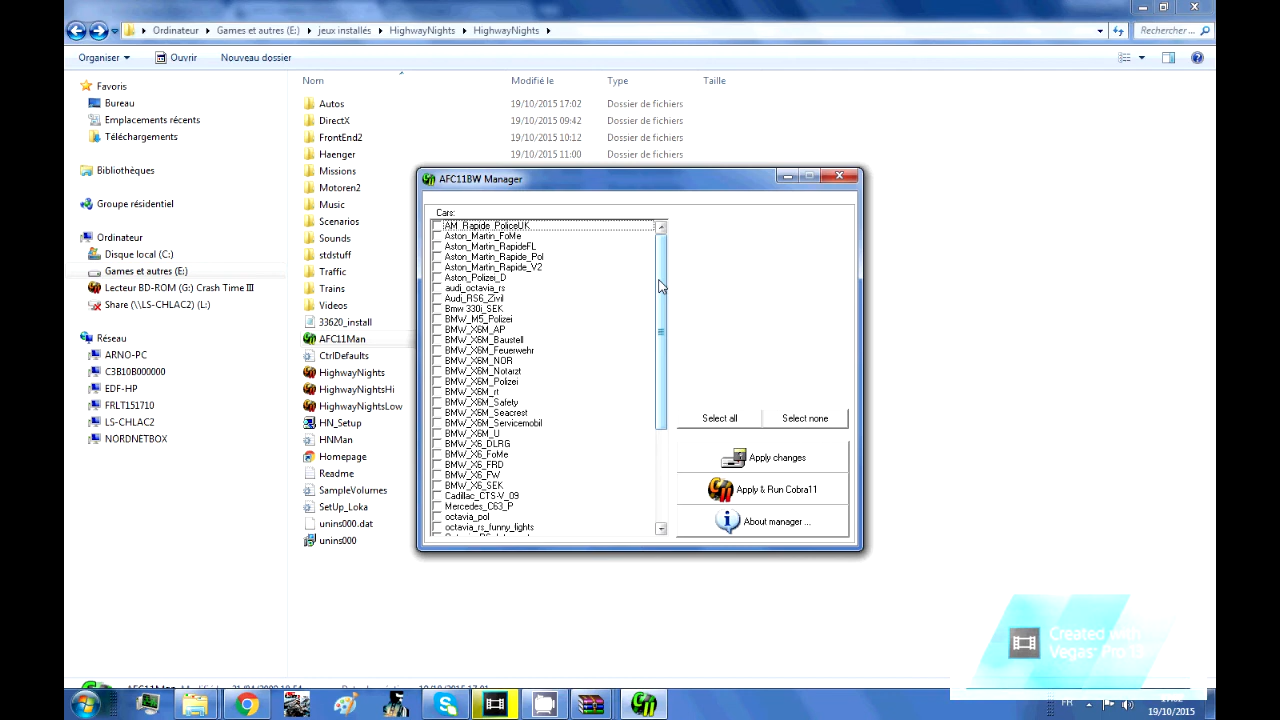 Ordinateur Games et autres (E:) jeux installés HighwayNights HighwayNights
Rechercher...
Organiser Ouvrir Nouveau dossier
Nom Modifié le Type Taille
Favoris
Bureau
Emplacements récents
Téléchargements
Bibliothèques
Groupe résidentiel
Ordinateur
Disque local (C:)
Games et autres (E:)
Lecteur BD-ROM (G:) Crash Time III
Share (\\LS-CHLAC2) (L:)
Réseau
ARNO-PC
C3B10B000000
EDF-HP
FRLT151710
LS-CHLAC2
NORDNETBOX
Autos 19/10/2015 17:02 Dossier de fichiers
DirectX 19/10/2015 09:42 Dossier de fichiers
FrontEnd2 19/10/2015 10:12 Dossier de fichiers
Haenger 19/10/2015 11:00 Dossier de fichiers
Missions
Motoren2
Music
Scenarios
Sounds
stdstuff
Traffic
Trains
Videos
33620_install
AFC11Man
CtrlDefaults
HighwayNights
HighwayNightsHi
HighwayNightsLow
HN_Setup
HNMan
Homepage
Readme
SampleVolumes
SetUp_Loka
unins000.dat
unins000
AFC11BW Manager
Cars:
AM_Rapide_PoliceUK
Aston_Martin_FoMe
Aston_Martin_RapideFL
Aston_Martin_Rapide_Pol
Aston_Martin_Rapide_V2
Aston_Polizei_D
audi_octavia_rs
Audi_RS6_Zivil
Bmw 330i_SEK
BMW_M5_Polizei
BMW_X6M_AP
BMW_X6M_Baustell
BMW_X6M_Feuerwehr
BMW_X6M_NOR
BMW_X6M_Notarzt
BMW_X6M_Polizei
BMW_X6M_rt
BMW_X6M_Safety
BMW_X6M_Seacrest
BMW_X6M_Servicemobil
BMW_X6M_U
BMW_X6_DLRG
BMW_X6_FoMe
BMW_X6_FRD
BMW_X6_FW
BMW_X6_SEK
Cadillac_CTS-V_09
Mercedes_C63_P
octavia_pol
octavia_rs_funny_lights
Select all Select none
Apply changes
Apply & Run Cobra11
About manager ...
Created with
Vegas Pro 13
FR
19/10/2015